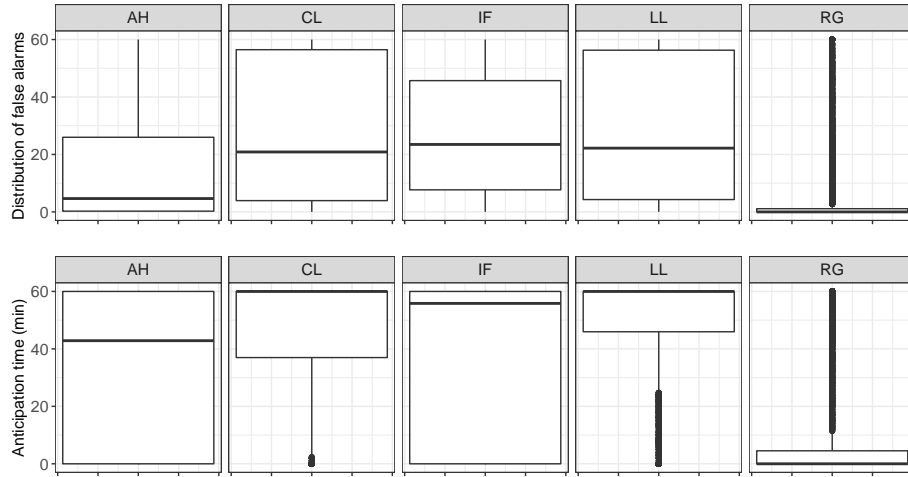 AH CL IF LL RG
Distribution of false alarms
60
40
20
0
AH CL IF LL RG
Anticipation time (min)
60
40
20
0